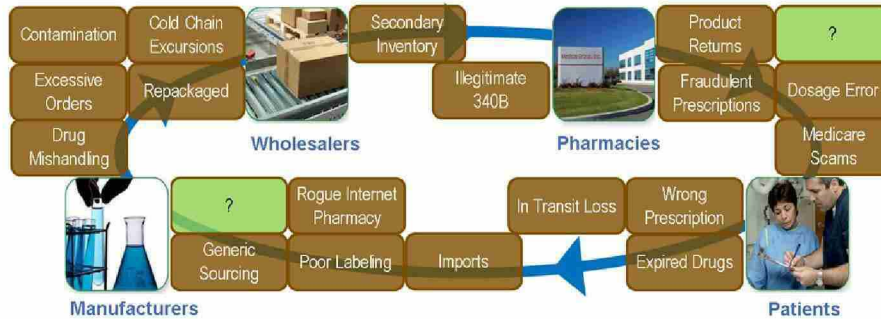 Contamination
Cold Chain
Excursions
Secondary
Inventory
Product
Returns
?
Excessive
Orders
Repackaged
Illegitimate
340B
Fraudulent
Prescriptions
Dosage Error
Drug
Mishandling
Wholesalers
Pharmacies
Medicare
Scams
?
Rogue Internet
Pharmacy
In Transit Loss
Wrong
Prescription
Generic
Sourcing
Poor Labeling
Imports
Expired Drugs
Manufacturers
Patients